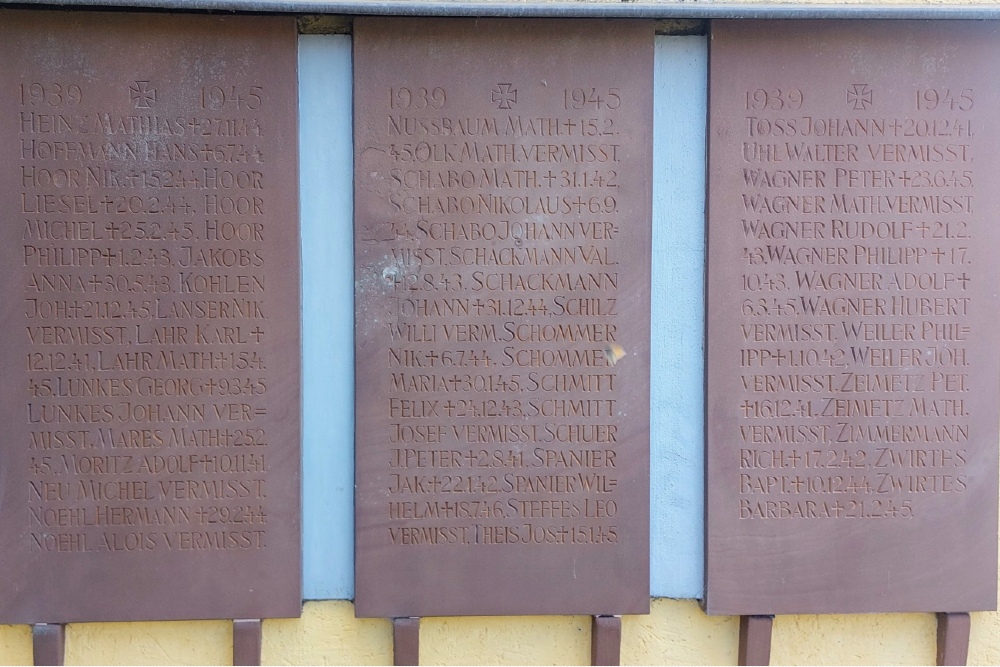 1939 1945
HEINZ MATHIAS+27.11.44.
HOFFMANN HANS+6.7.44.
HOOR NIK.+15.2.44. HOOR
LIESEL+20.2.44. HOOR
MICHEL+25.2.45. HOOR
PHILIPP+1.2.43, JAKOBS
ANNA+30.5.43. KOHLEN
JOH+21.12.45. LANSER NIK
VERMISST, LAHR KARL+
12.12.41, LAHR MATH+15.4.
45. LUNKES GEORG+9.3.45
LUNKES JOHANN VER=
MISST. MARES MATH+25.2.
45. MORITZ ADOLF+10.11.41.
NEU MICHEL VERMISST.
NOEHL HERMANN+29.2.44
NOEHL ALOIS VERMISST.
1939 1945
NUSSBAUM MATH.+15.2.
45. OLK MATH. VERMISST.
SCHABO MATH.+31.1.42,
SCHABO NIKOLAUS+6.9.
44. SCHABO JOHANN VER=
MISST. SCHACKMANN VAL.
+12.8.43. SCHACKMANN
JOHANN+31.12.44, SCHILZ
WILLI VERM. SCHOMMER
NIK+6.7.44. SCHOMMER
MARIA+30.1.45, SCHMITT
FELIX+24.12.43, SCHMITT
JOSEF VERMISST. SCHUER
J. PETER+2.8.41. SPANIER
JAK.+22.1.42, SPANIER WIL=
HELM+18.7.46, STEFFES LEO
VERMISST, THEIS JOS+15.1.45
1939 1945
TOSS JOHANN+20.12.41.
UHL WALTER VERMISST,
WAGNER PETER+23.6.45.
WAGNER MATH. VERMISST.
WAGNER RUDOLF+21.2.
43. WAGNER PHILIPP+17.
10.43. WAGNER ADOLF+
6.3.45. WAGNER HUBERT
VERMISST. WEILER PHIL=
IPP+1.10.42, WEILER JOH.
VERMISST. ZEIMETZ PET.
+16.12.41. ZEIMETZ MATH.
VERMISST. ZIMMERMANN
RICH.+17.2.42, ZWIRTES
BAPT.+10.12.44, ZWIRTES
BARBARA+21.2.45.